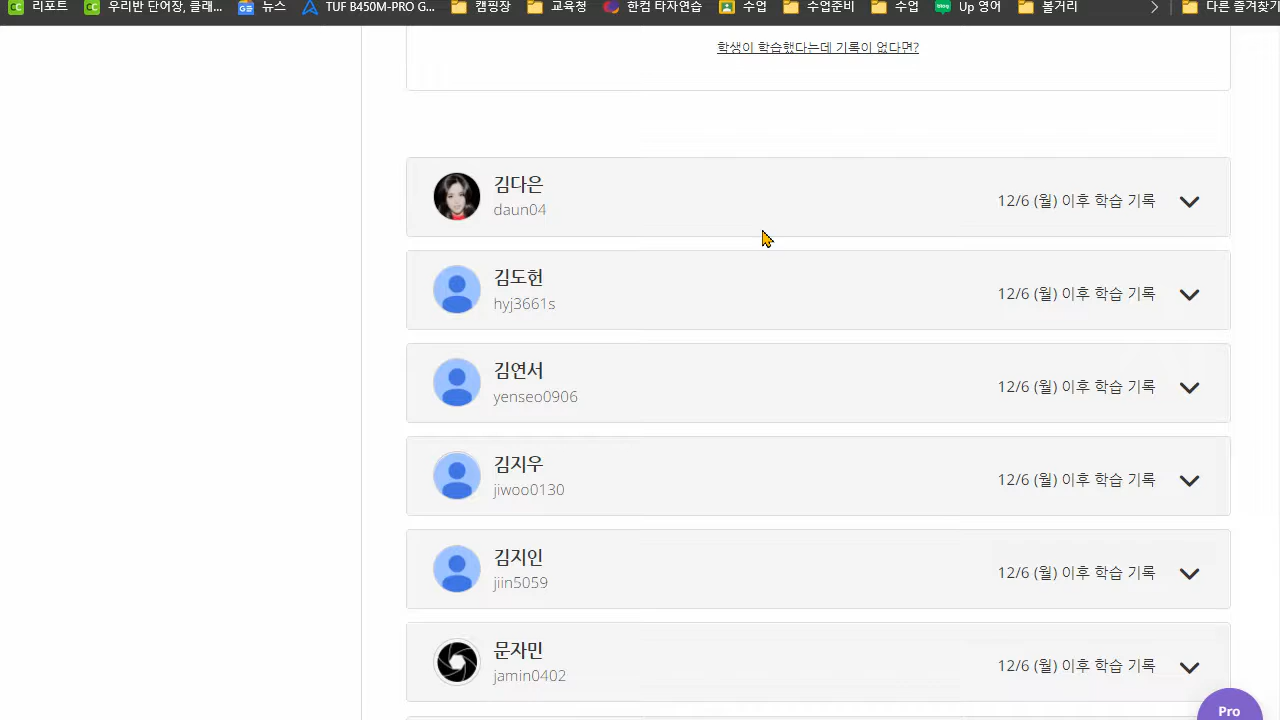 리포트 우리반 단어장, 클래... 뉴스 TUF B450M-PRO G... 캠핑장 교육청 한컴 타자연습 수업 수업준비 수업 Up 영어 볼거리 다른 즐겨찾기
학생이 학습했다는데 기록이 없다면?
김다은
daun04
12/6 (월) 이후 학습 기록
김도헌
hyj3661s
12/6 (월) 이후 학습 기록
김연서
yenseo0906
12/6 (월) 이후 학습 기록
김지우
jiwoo0130
12/6 (월) 이후 학습 기록
김지인
jiin5059
12/6 (월) 이후 학습 기록
문자민
jamin0402
12/6 (월) 이후 학습 기록
Pro